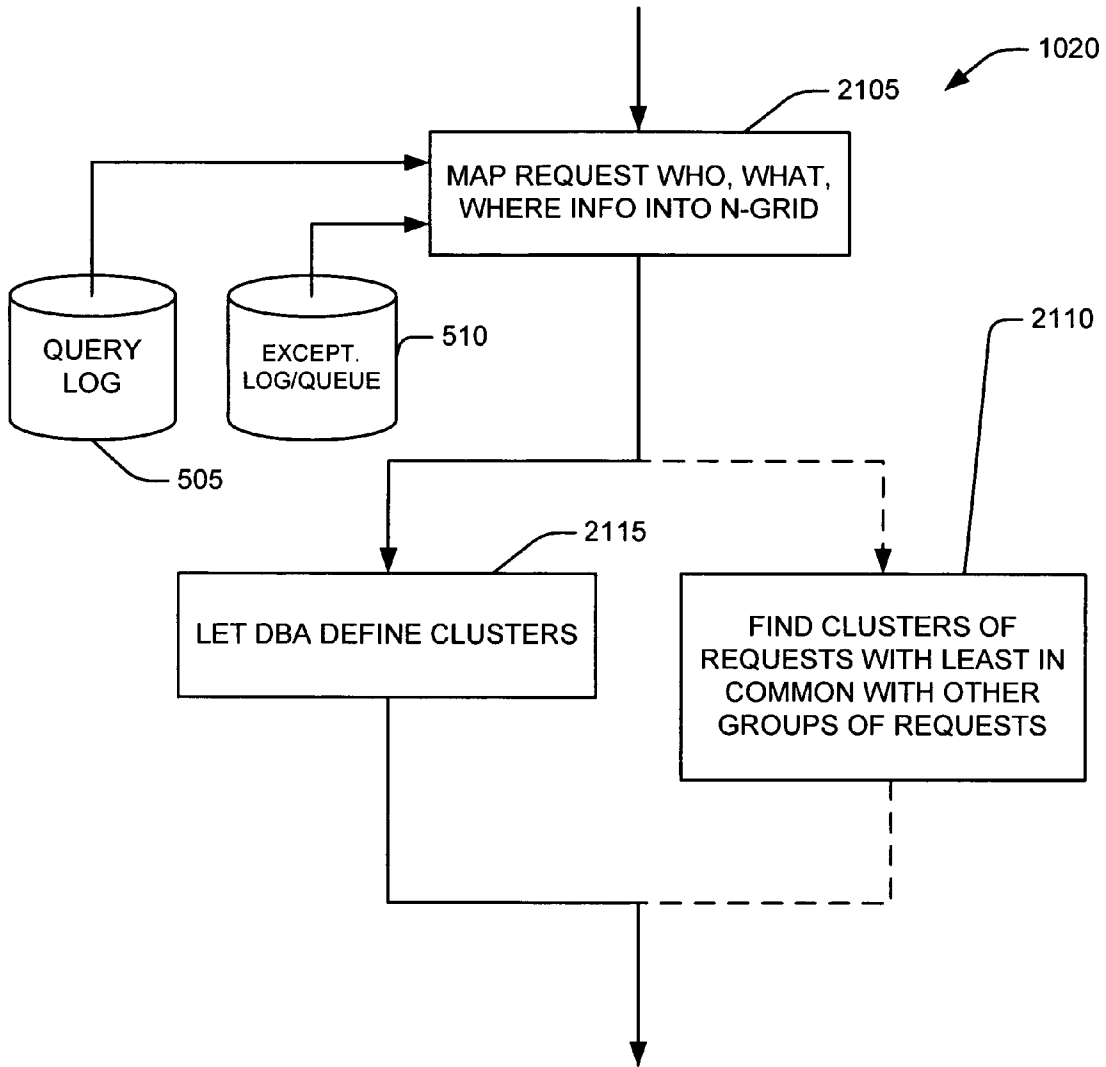 1020
2105
MAP REQUEST WHO, WHAT,
WHERE INFO INTO N-GRID
QUERY
LOG
505
EXCEPT.
LOG/QUEUE
510
2110
2115
LET DBA DEFINE CLUSTERS
FIND CLUSTERS OF
REQUESTS WITH LEAST IN
COMMON WITH OTHER
GROUPS OF REQUESTS